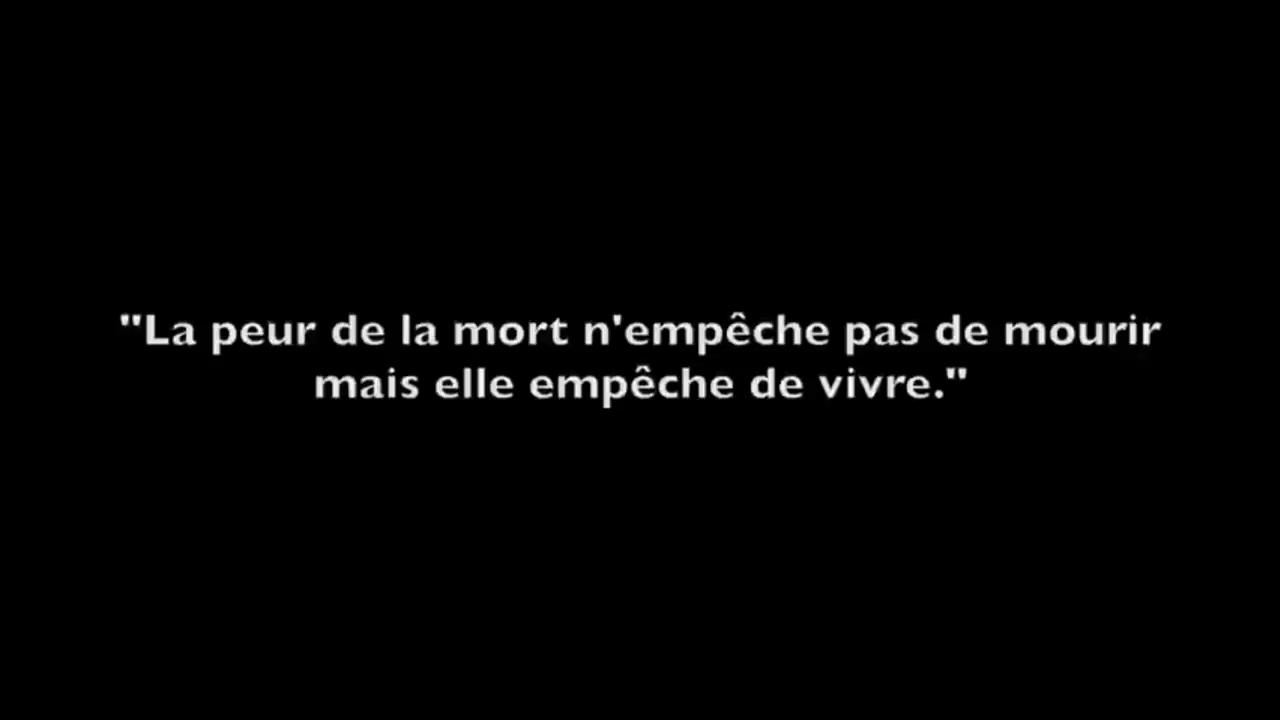 "La peur de la mort n'empêche pas de mourir
mais elle empêche de vivre."